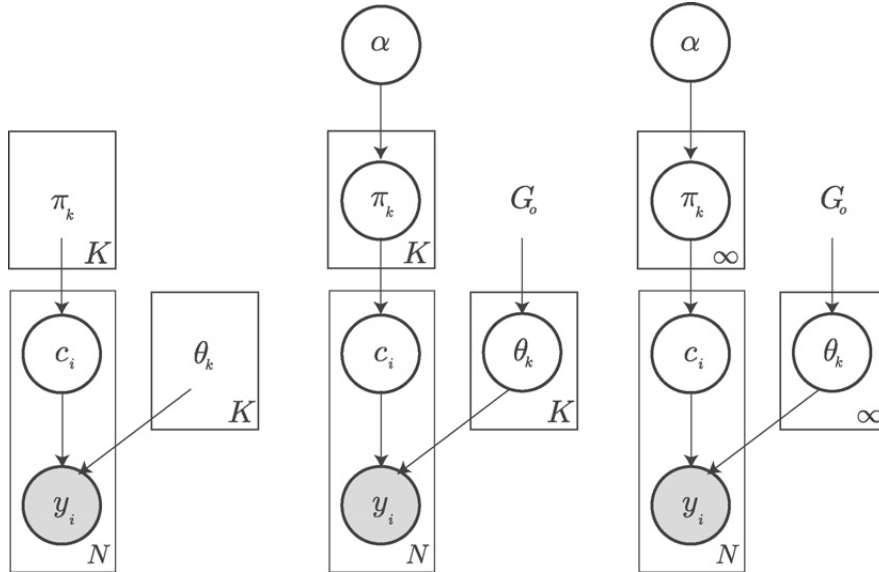 α α
π_k π_k π_k G_o G_o
K K ∞
c_i θ_k c_i θ_k c_i θ_k
K K ∞
y_i y_i y_i
N N N